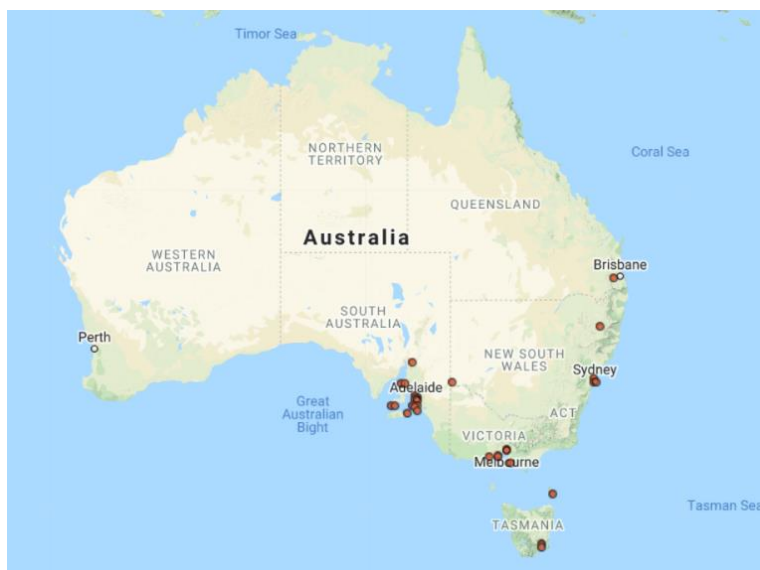 Timor Sea
NORTHERN
TERRITORY
Coral Sea
QUEENSLAND
Australia
WESTERN
AUSTRALIA
Brisbane
SOUTH
AUSTRALIA
Perth
NEW SOUTH
WALES
Sydney
Adelaide
Great
Australian
Bight
ACT
VICTORIA
Melbourne
Tasman Sea
TASMANIA